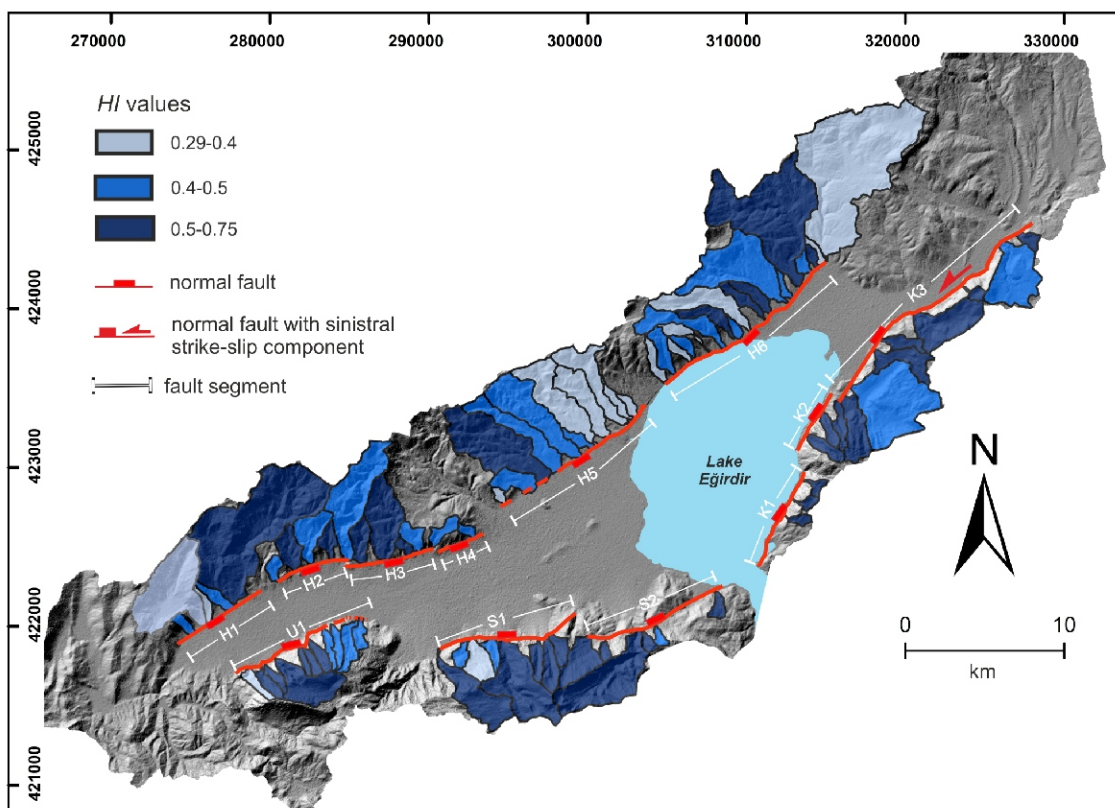 270000 280000 290000 300000 310000 320000 330000
425000
424000
423000
422000
421000
HI values
0.29-0.4
0.4-0.5
0.5-0.75
normal fault
normal fault with sinistral
strike-slip component
fault segment
K3
H6
K2
H5
Lake
Eğirdir
K1
N
H4
H3
H2
H1
U1
S1
S2
0 10
km